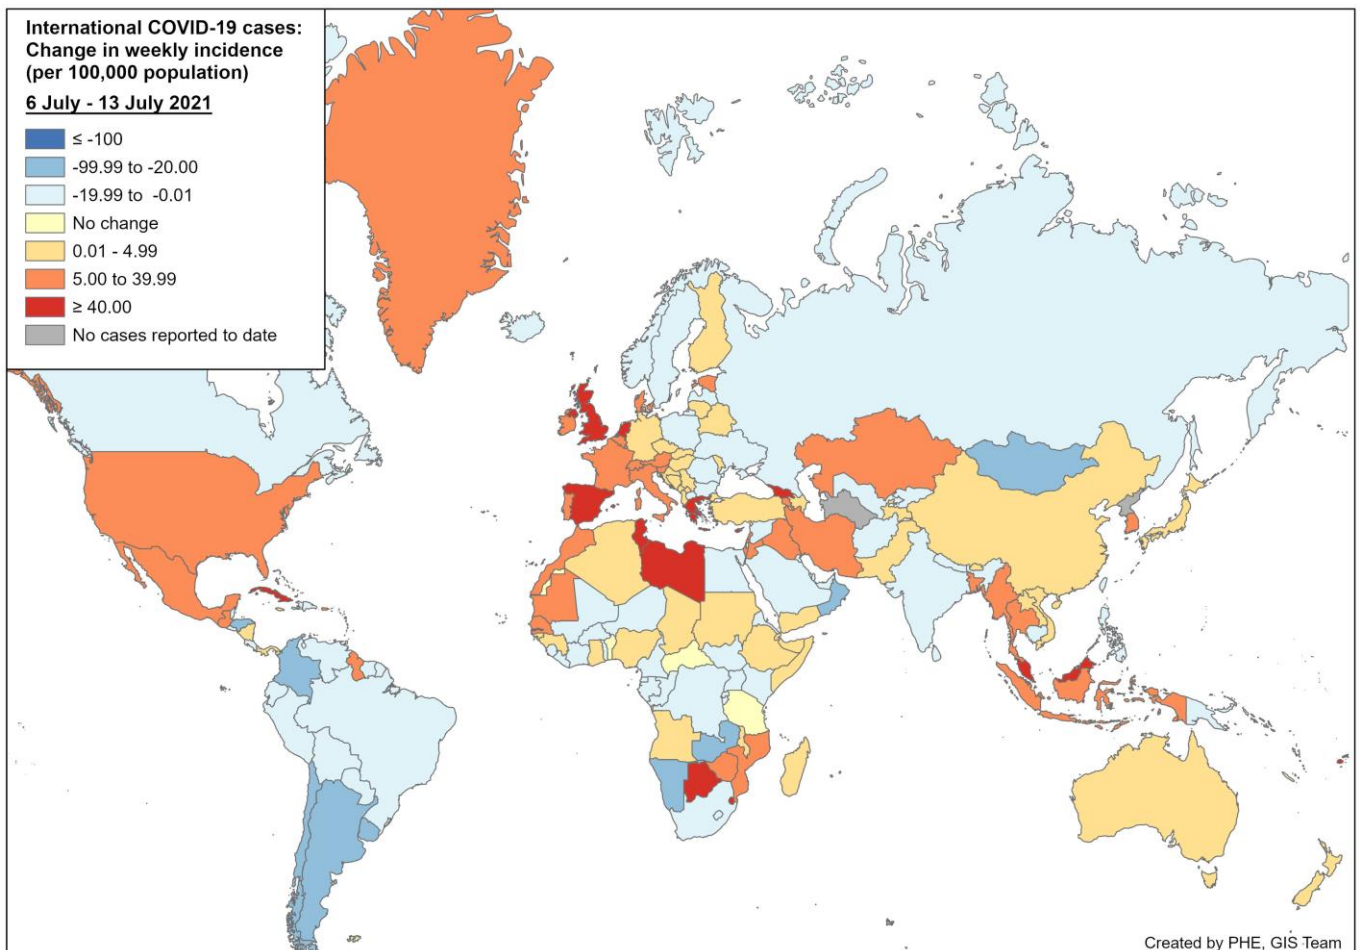 International COVID-19 cases:
Change in weekly incidence
(per 100,000 population)
6 July - 13 July 2021
≤ -100
-99.99 to -20.00
-19.99 to -0.01
No change
0.01 - 4.99
5.00 to 39.99
≥ 40.00
No cases reported to date
Created by PHE, GIS Team